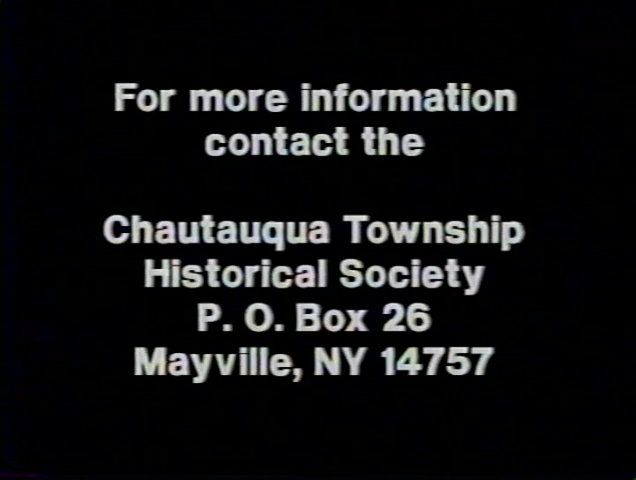 For more information
contact the
Chautauqua Township
Historical Society
P. O. Box 26
Mayville, NY 14757